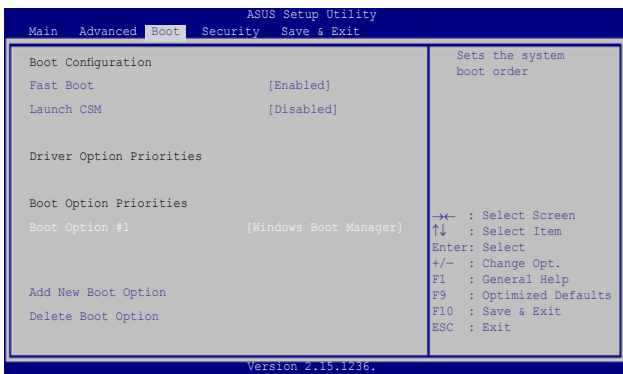 ASUS Setup Utility
Main Advanced Boot Security Save & Exit
Boot Configuration
Fast Boot [Enabled]
Launch CSM [Disabled]
Driver Option Priorities
Boot Option Priorities
Boot Option #1 [Windows Boot Manager]
Add New Boot Option
Delete Boot Option
Sets the system
boot order
→← : Select Screen
↑↓ : Select Item
Enter: Select
+/— : Change Opt.
F1 : General Help
F9 : Optimized Defaults
F10 : Save & Exit
ESC : Exit
Version 2.15.1236.